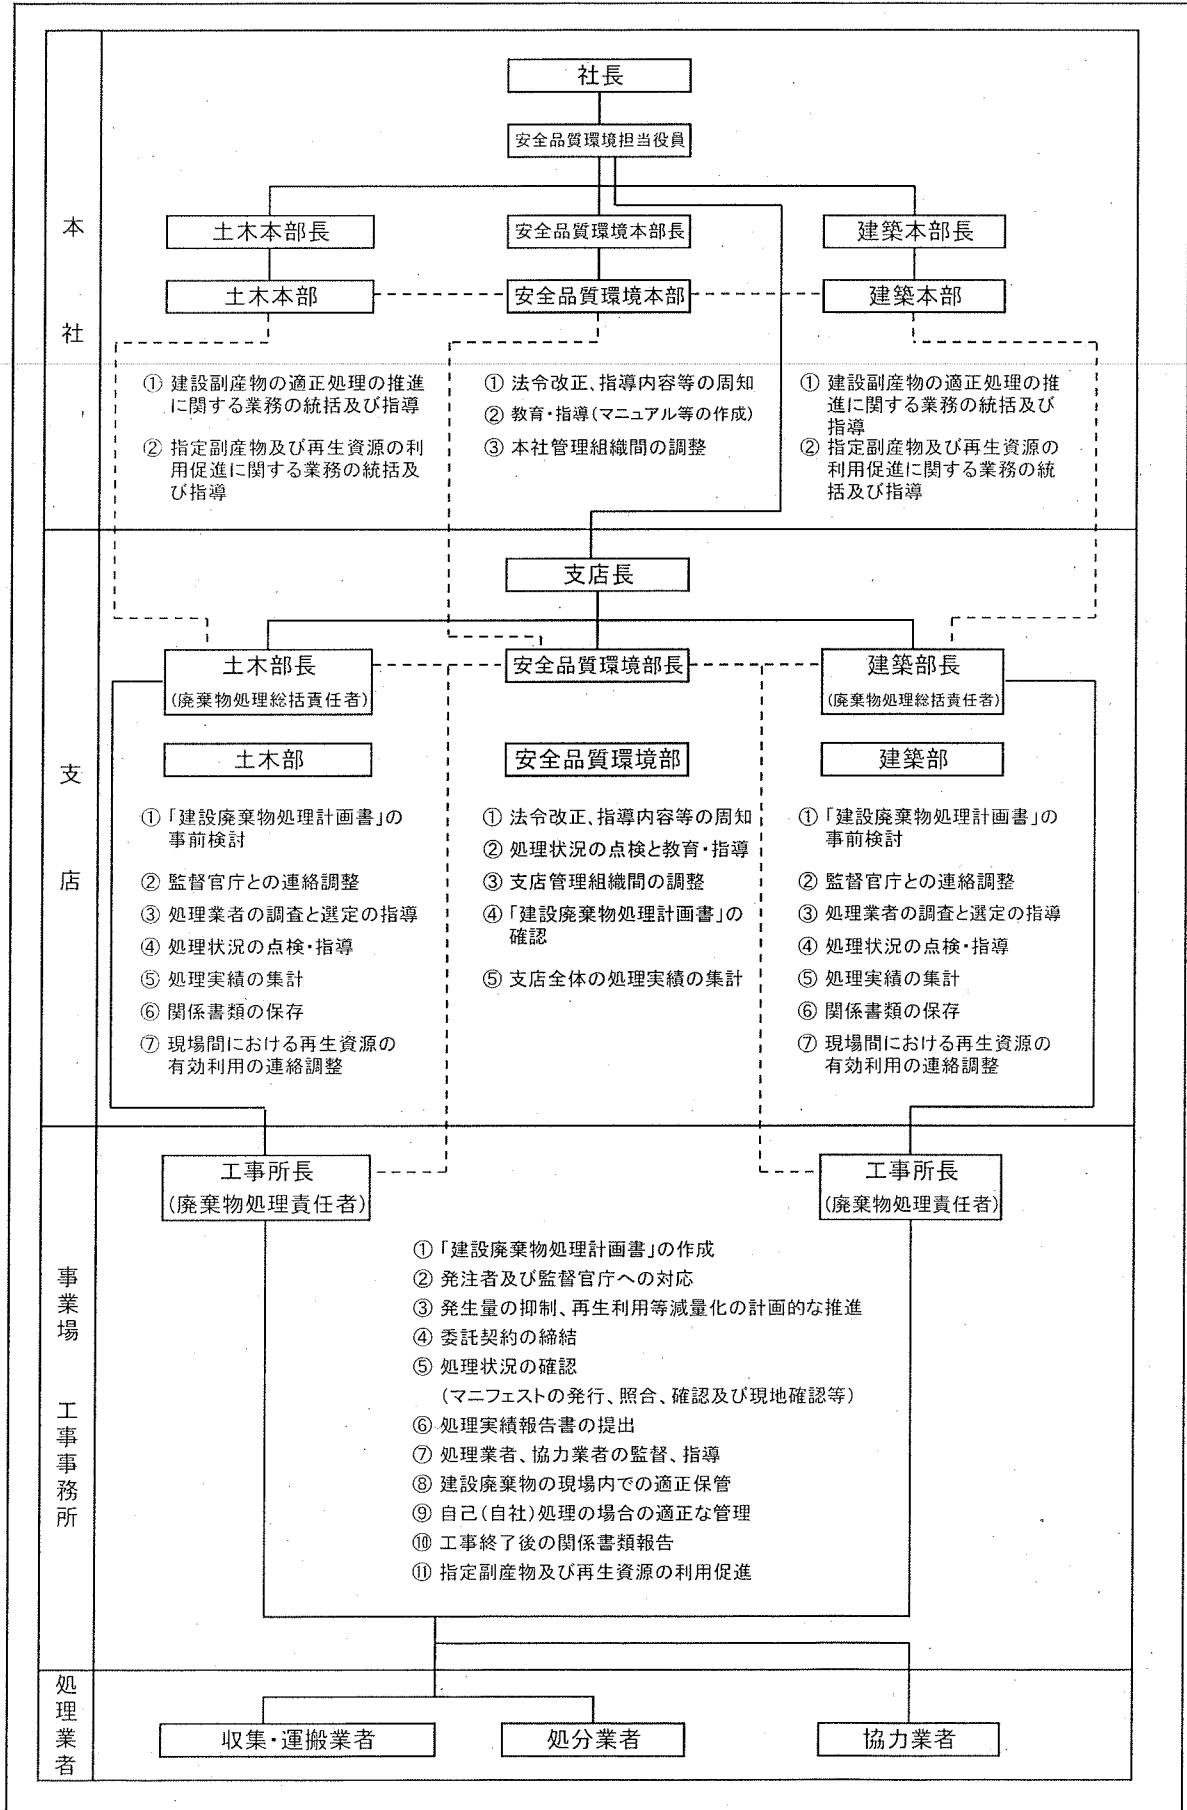 本社
社長
安全品質環境担当役員
土木本部長
安全品質環境本部長
建築本部長
土木本部
安全品質環境本部
建築本部
① 建設副産物の適正処理の推進
に関する業務の統括及び指導
② 指定副産物及び再生資源の利
用促進に関する業務の統括及
び指導
① 法令改正、指導内容等の周知
② 教育・指導(マニュアル等の作成)
③ 本社管理組織間の調整
① 建設副産物の適正処理の推
進に関する業務の統括及び
指導
② 指定副産物及び再生資源の
利用促進に関する業務の統
括及び指導
支店
支店長
土木部長
(廃棄物処理総括責任者)
安全品質環境部長
建築部長
(廃棄物処理総括責任者)
土木部
安全品質環境部
建築部
① 「建設廃棄物処理計画書」の
事前検討
② 監督官庁との連絡調整
③ 処理業者の調査と選定の指導
④ 処理状況の点検・指導
⑤ 処理実績の集計
⑥ 関係書類の保存
⑦ 現場間における再生資源の
有効利用の連絡調整
① 法令改正、指導内容等の周知
② 処理状況の点検と教育・指導
③ 支店管理組織間の調整
④ 「建設廃棄物処理計画書」の
確認
⑤ 支店全体の処理実績の集計
① 「建設廃棄物処理計画書」の
事前検討
② 監督官庁との連絡調整
③ 処理業者の調査と選定の指導
④ 処理状況の点検・指導
⑤ 処理実績の集計
⑥ 関係書類の保存
⑦ 現場間における再生資源の
有効利用の連絡調整
事業場 工事事務所
工事所長
(廃棄物処理責任者)
工事所長
(廃棄物処理責任者)
① 「建設廃棄物処理計画書」の作成
② 発注者及び監督官庁への対応
③ 発生量の抑制、再生利用等減量化の計画的な推進
④ 委託契約の締結
⑤ 処理状況の確認
(マニフェストの発行、照合、確認及び現地確認等)
⑥ 処理実績報告書の提出
⑦ 処理業者、協力業者の監督、指導
⑧ 建設廃棄物の現場内での適正保管
⑨ 自己(自社)処理の場合の適正な管理
⑩ 工事終了後の関係書類報告
⑪ 指定副産物及び再生資源の利用促進
処理業者
収集・運搬業者
処分業者
協力業者